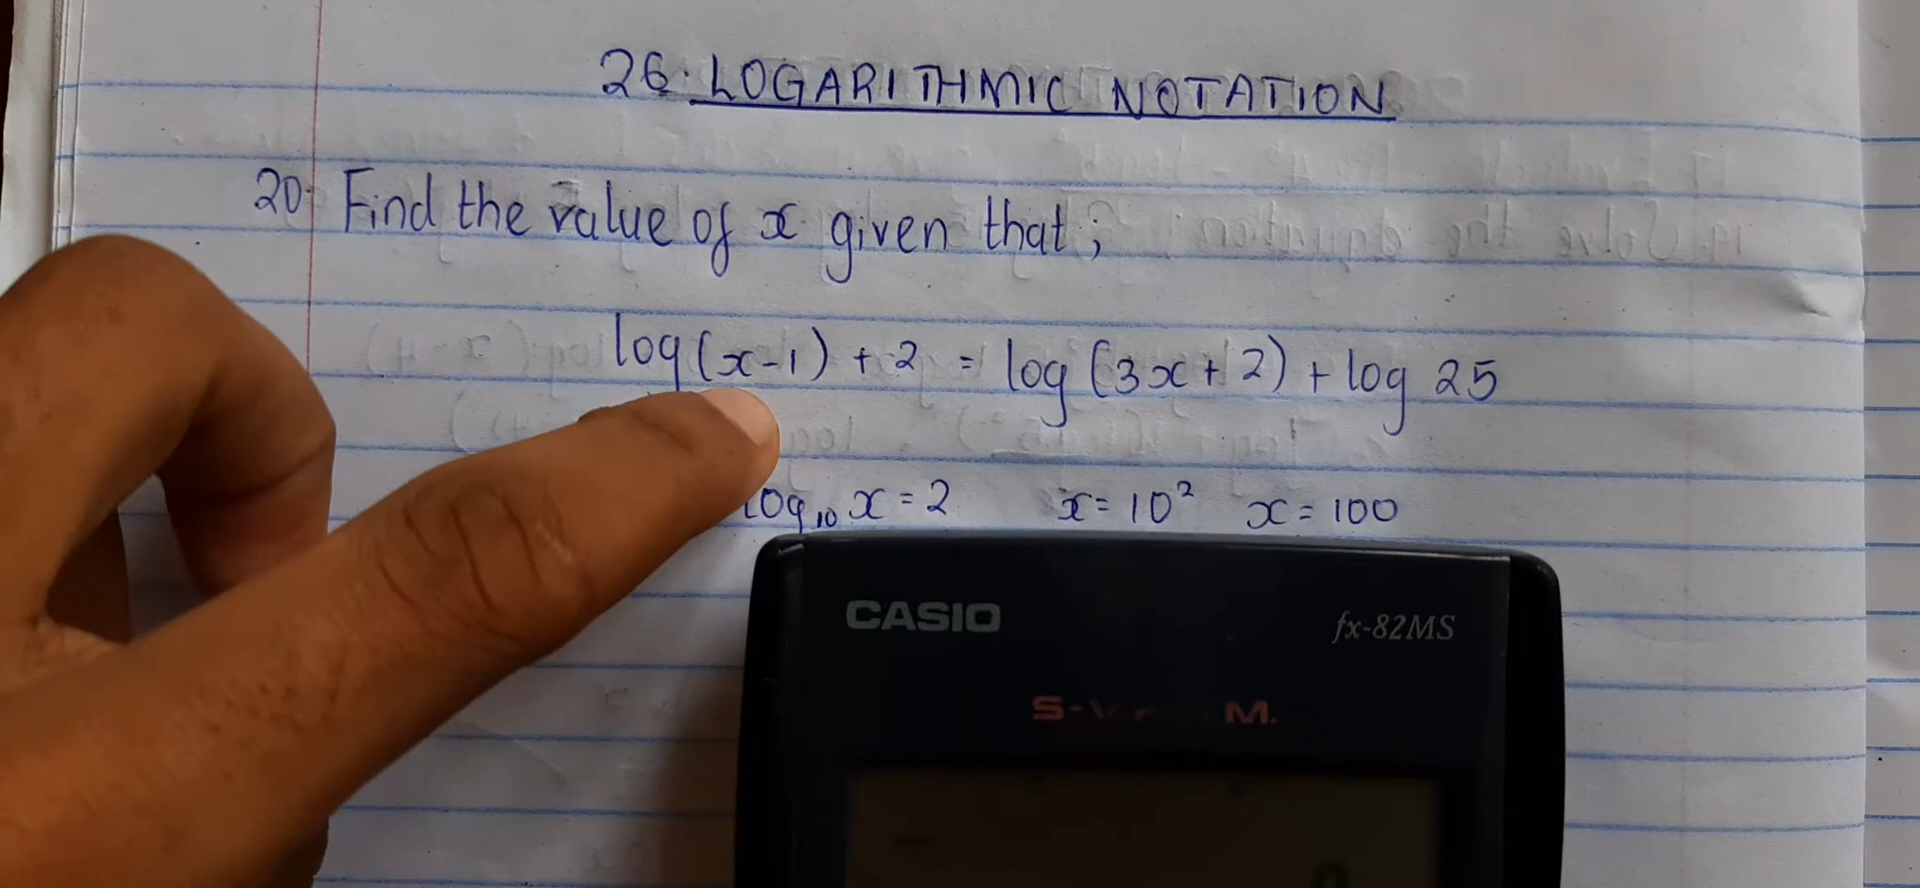 26. LOGARITHMIC NOTATION
20. Find the value of x given that;
log(x-1) + 2 = log(3x+2) + log 25
log₁₀ x = 2 x = 10² x = 100
CASIO
fx-82MS